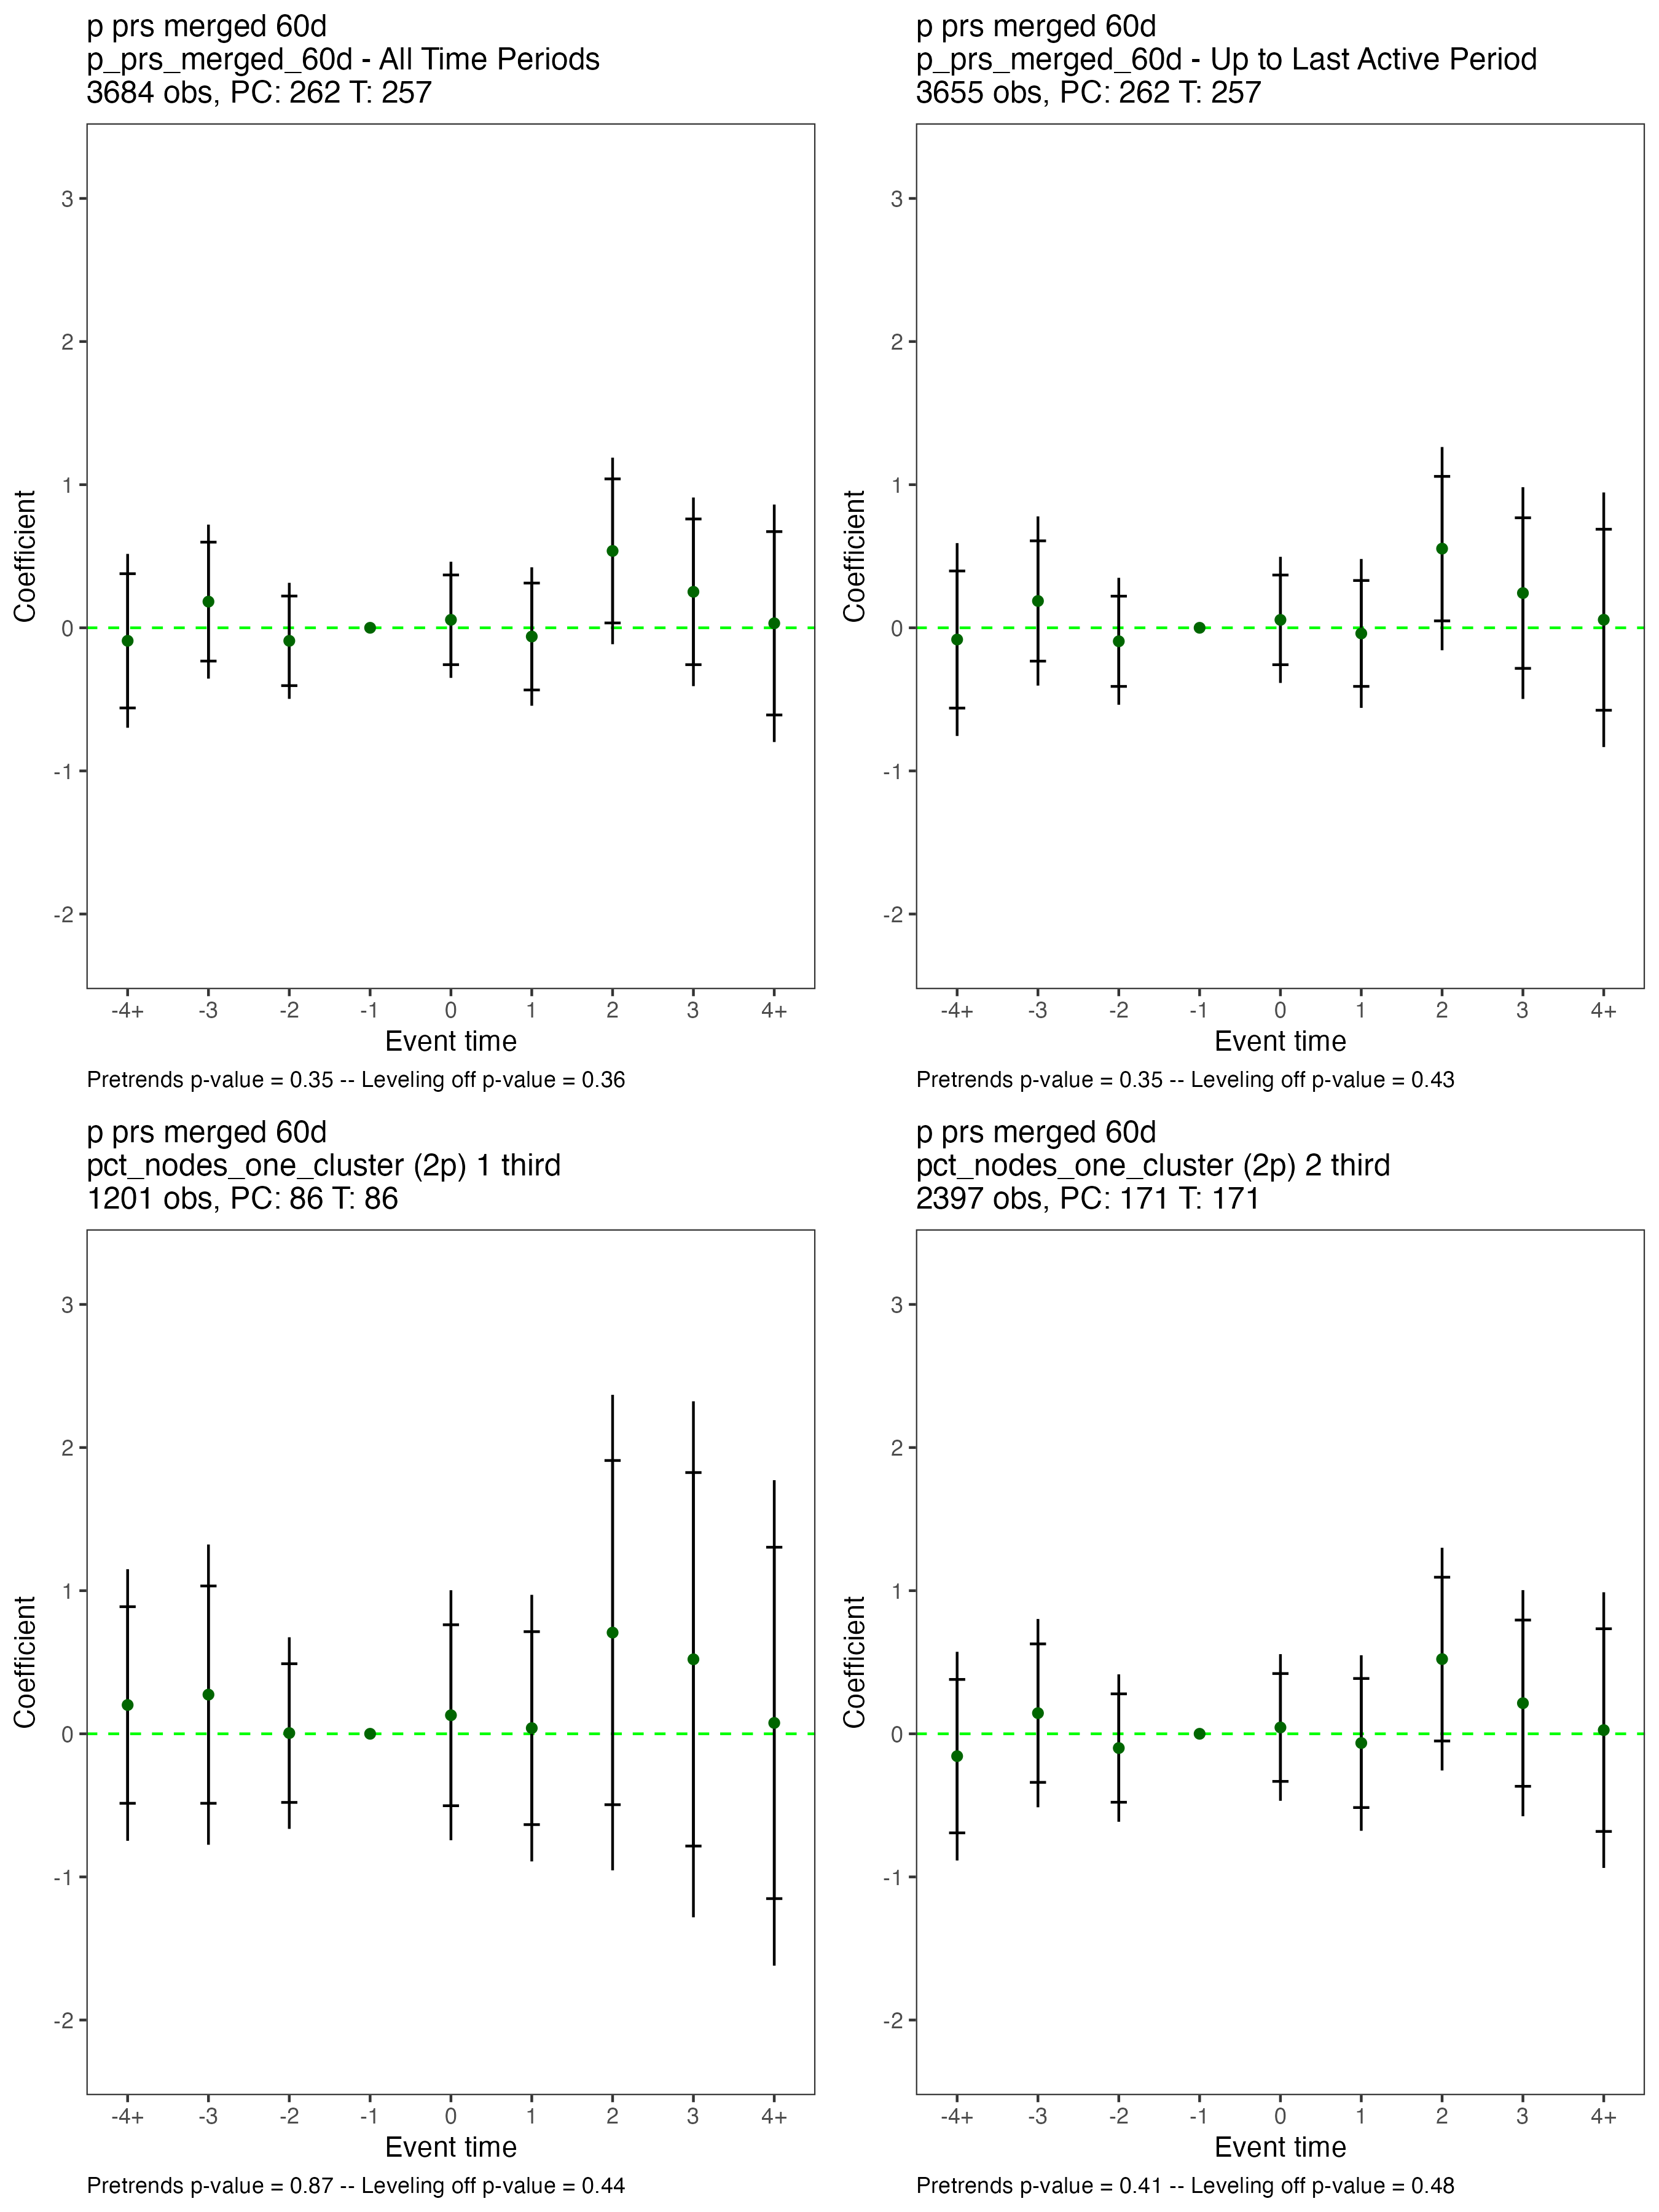 p prs merged 60d
p_prs_merged_60d - All Time Periods
3684 obs, PC: 262 T: 257
Coefficient
3
2
1
0
-1
-2
-4+ -3 -2 -1 0 1 2 3 4+
Event time
Pretrends p-value = 0.35 -- Leveling off p-value = 0.36
p prs merged 60d
p_prs_merged_60d - Up to Last Active Period
3655 obs, PC: 262 T: 257
Coefficient
3
2
1
0
-1
-2
-4+ -3 -2 -1 0 1 2 3 4+
Event time
Pretrends p-value = 0.35 -- Leveling off p-value = 0.43
p prs merged 60d
pct_nodes_one_cluster (2p) 1 third
1201 obs, PC: 86 T: 86
Coefficient
3
2
1
0
-1
-2
-4+ -3 -2 -1 0 1 2 3 4+
Event time
Pretrends p-value = 0.87 -- Leveling off p-value = 0.44
p prs merged 60d
pct_nodes_one_cluster (2p) 2 third
2397 obs, PC: 171 T: 171
Coefficient
3
2
1
0
-1
-2
-4+ -3 -2 -1 0 1 2 3 4+
Event time
Pretrends p-value = 0.41 -- Leveling off p-value = 0.48